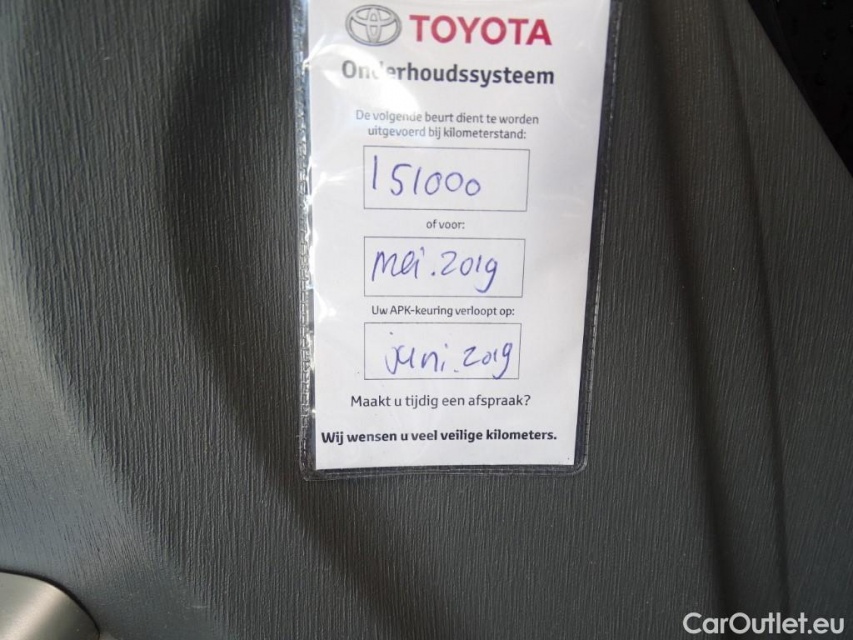 TOYOTA
Onderhoudssysteem
De volgende beurt dient te worden
uitgevoerd bij kilometerstand:
151000
of voor:
mei.2019
Uw APK-keuring verloopt op:
juni.2019
Maakt u tijdig een afspraak?
Wij wensen u veel veilige kilometers.
CarOutlet.eu